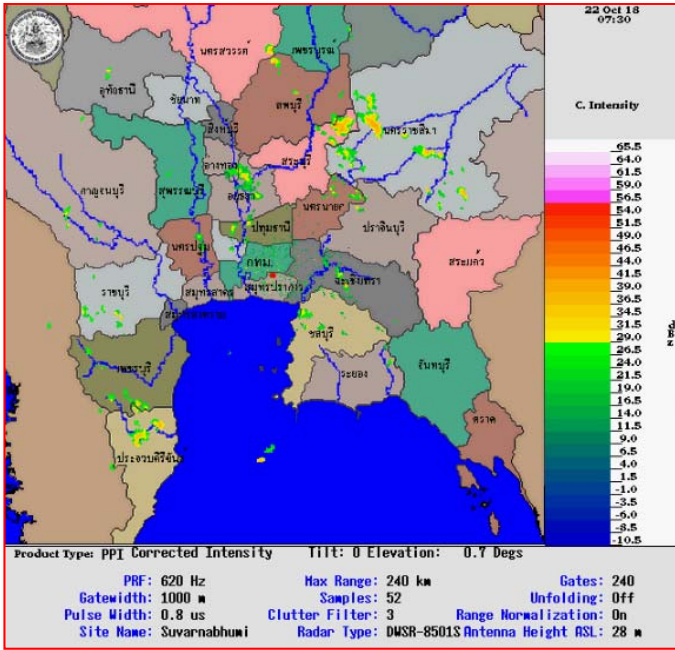 22 Oct 18
07:30
C. Intensity
นครสวรรค์
เพชรบูรณ์
อุทัยธานี
ชัยนาท
ลพบุรี
สิงห์บุรี
นครราชสีมา
อ่างทอง
สระบุรี
กาญจนบุรี
สุพรรณบุรี
อยุธยา
นครนายก
ปราจีนบุรี
ปทุมธานี
นครปฐม
กทม.
สระแก้ว
ราชบุรี
สมุทรสาคร
สมุทรปราการ
ฉะเชิงเทรา
สมุทรสงคราม
ชลบุรี
เพชรบุรี
ระยอง
จันทบุรี
ตราด
ประจวบคีรีขันธ์
65.5
64.0
61.5
59.0
56.5
54.0
51.5
49.0
46.5
44.0
41.5
39.0
36.5
34.0
31.5
29.0
26.5
24.0
21.5
19.0
16.5
14.0
11.5
9.0
6.5
4.0
1.5
-1.0
-3.5
-6.0
-8.5
-10.5
Product Type: PPI Corrected Intensity Tilt: 0 Elevation: 0.7 Degs
PRF: 620 Hz Max Range: 240 km Gates: 240
Gatewidth: 1000 m Samples: 52 Unfolding: Off
Pulse Width: 0.8 us Clutter Filter: 3 Range Normalization: On
Site Name: Suvarnabhumi Radar Type: DWSR-8501S Antenna Height ASL: 28 m